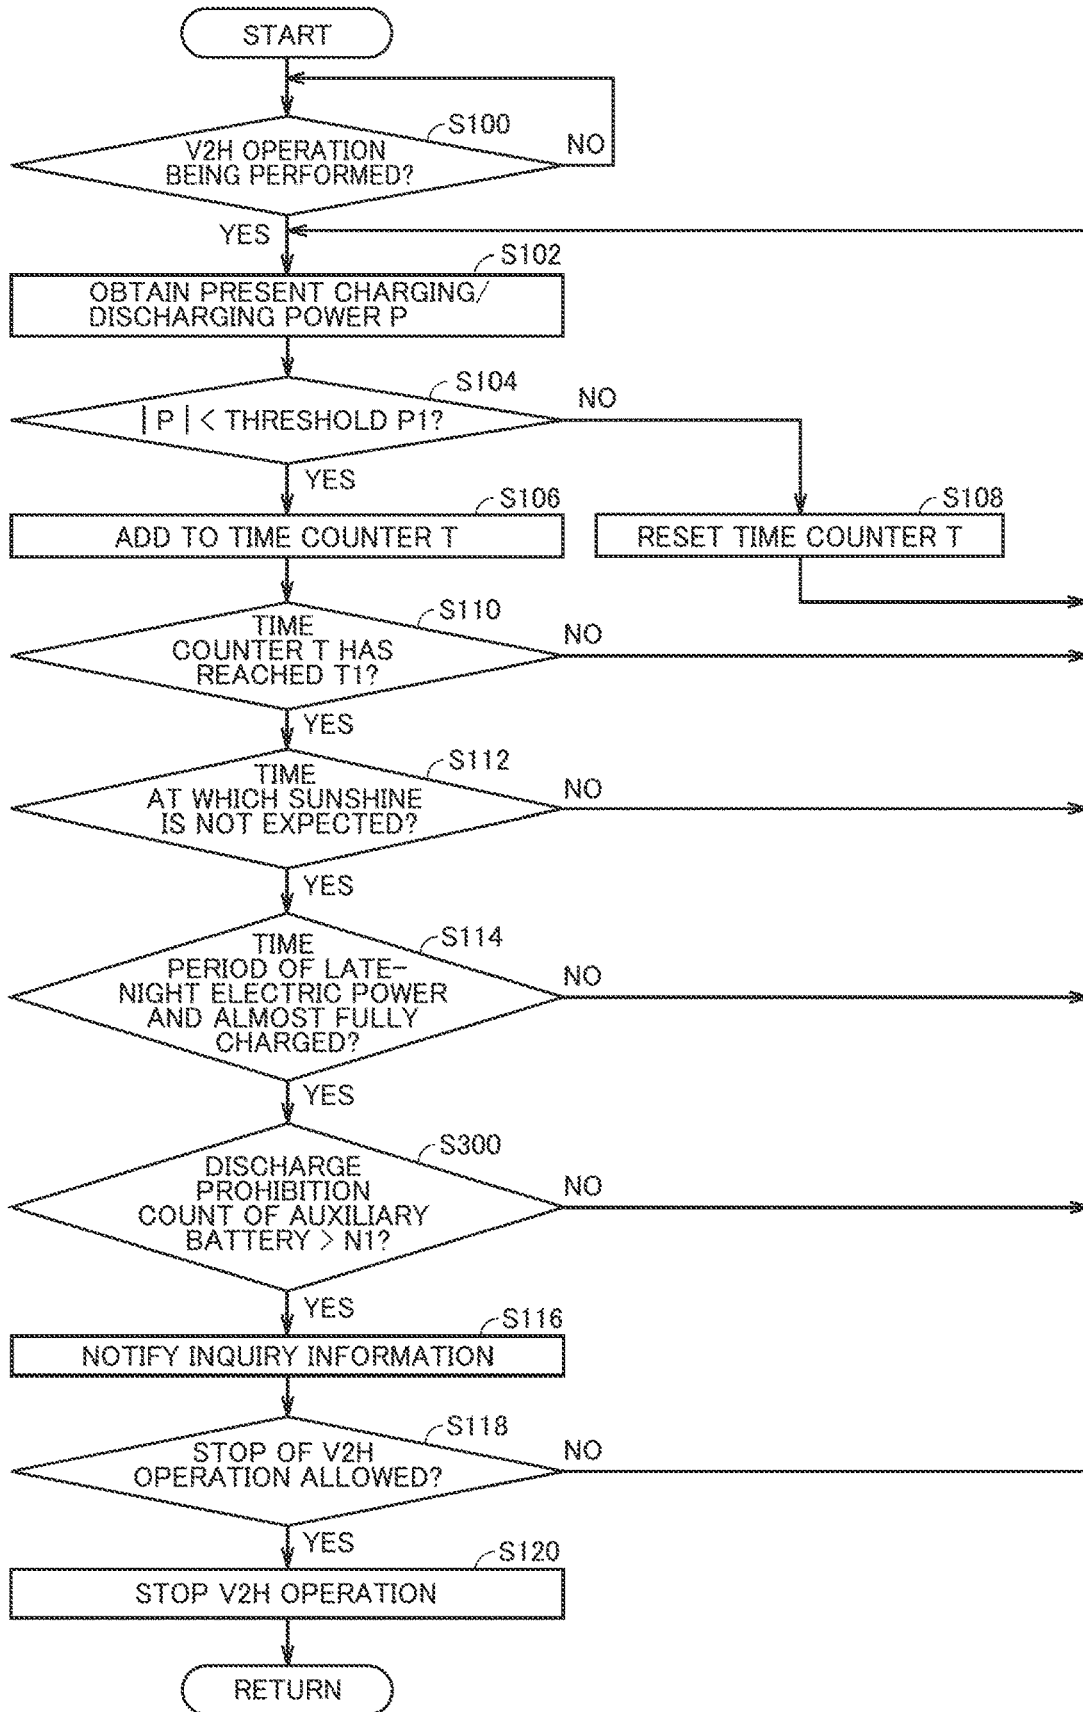 START
S100
V2H OPERATION
BEING PERFORMED?
NO
YES
S102
OBTAIN PRESENT CHARGING/
DISCHARGING POWER P
S104
| P | < THRESHOLD P1?
NO
YES
S106
ADD TO TIME COUNTER T
S108
RESET TIME COUNTER T
S110
TIME
COUNTER T HAS
REACHED T1?
NO
YES
S112
TIME
AT WHICH SUNSHINE
IS NOT EXPECTED?
NO
YES
S114
TIME
PERIOD OF LATE-
NIGHT ELECTRIC POWER
AND ALMOST FULLY
CHARGED?
NO
YES
S300
DISCHARGE
PROHIBITION
COUNT OF AUXILIARY
BATTERY > N1?
NO
YES
S116
NOTIFY INQUIRY INFORMATION
S118
STOP OF V2H
OPERATION ALLOWED?
NO
YES
S120
STOP V2H OPERATION
RETURN